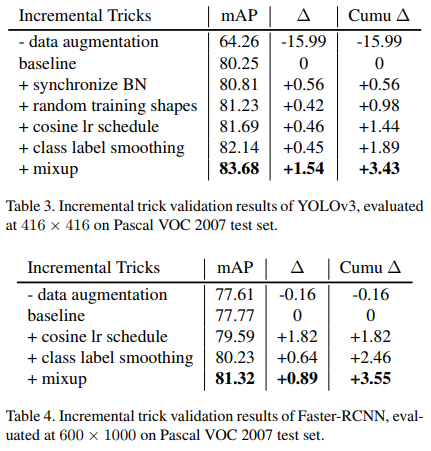 Incremental Tricks mAP Δ Cumu Δ
- data augmentation 64.26 -15.99 -15.99
baseline 80.25 0 0
+ synchronize BN 80.81 +0.56 +0.56
+ random training shapes 81.23 +0.42 +0.98
+ cosine lr schedule 81.69 +0.46 +1.44
+ class label smoothing 82.14 +0.45 +1.89
+ mixup 83.68 +1.54 +3.43
Table 3. Incremental trick validation results of YOLOv3, evaluated
at 416 × 416 on Pascal VOC 2007 test set.
Incremental Tricks mAP Δ Cumu Δ
- data augmentation 77.61 -0.16 -0.16
baseline 77.77 0 0
+ cosine lr schedule 79.59 +1.82 +1.82
+ class label smoothing 80.23 +0.64 +2.46
+ mixup 81.32 +0.89 +3.55
Table 4. Incremental trick validation results of Faster-RCNN, eval-
uated at 600 × 1000 on Pascal VOC 2007 test set.